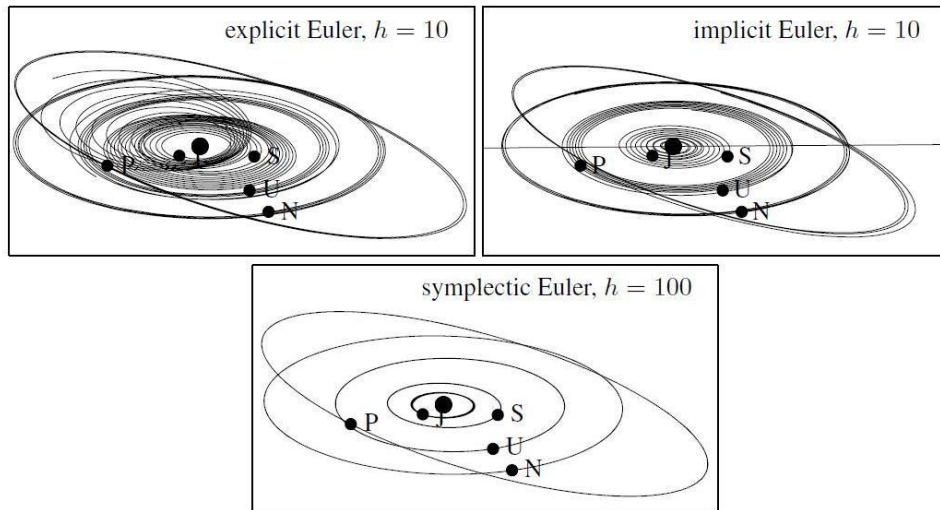 explicit Euler, h = 10
P
J
S
U
N
implicit Euler, h = 10
P
J
S
U
N
symplectic Euler, h = 100
P
J
S
U
N